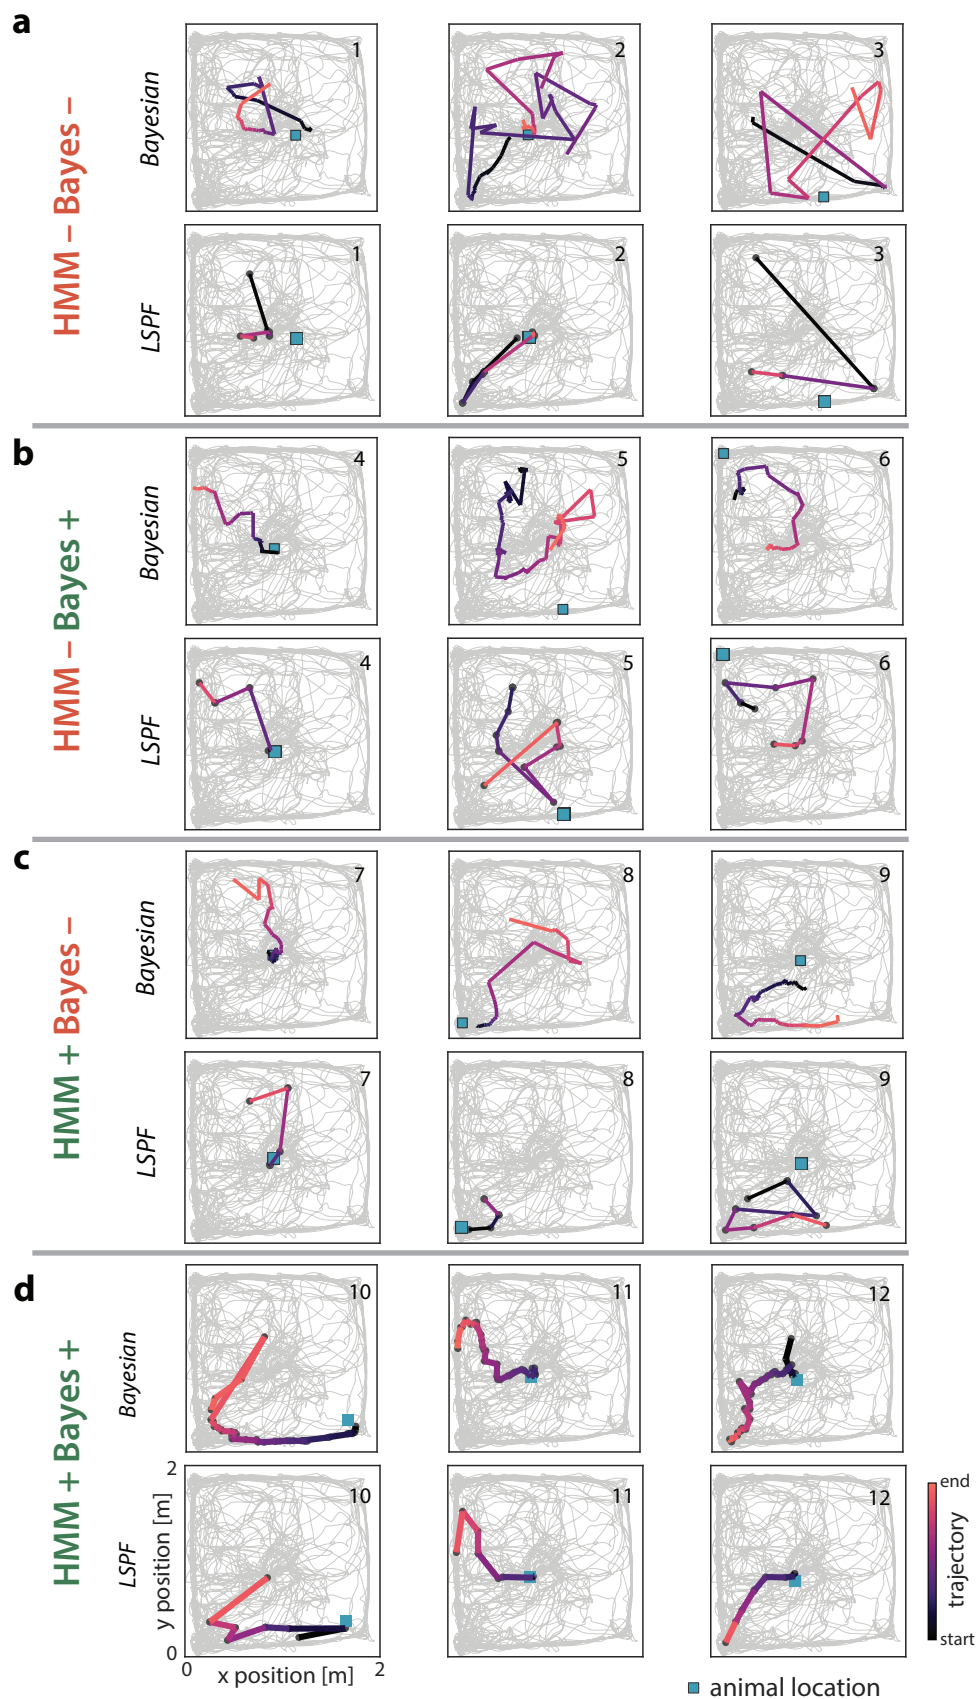 a
HMM – Bayes –
Bayesian
1
2
3
LSPF
1
2
3
b
HMM – Bayes +
Bayesian
4
5
6
LSPF
4
5
6
c
HMM + Bayes –
Bayesian
7
8
9
LSPF
7
8
9
d
HMM + Bayes +
Bayesian
10
11
12
LSPF
10
11
12
2
y position [m]
0
0
x position [m]
2
end
trajectory
start
animal location